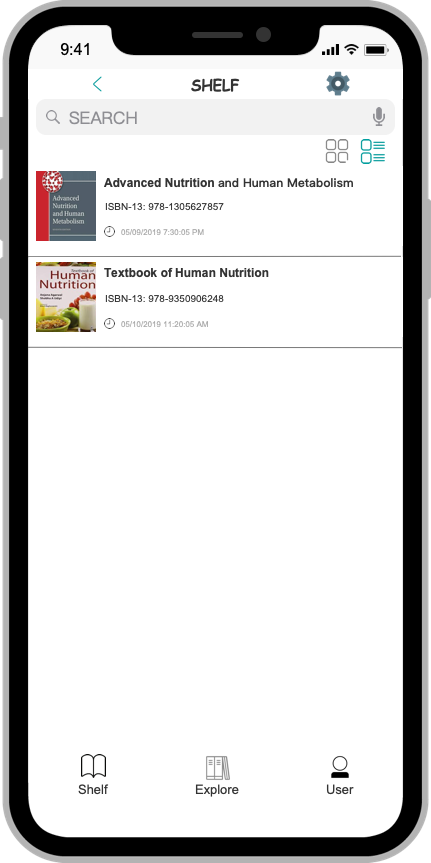 9:41
SHELF
SEARCH
Advanced
Nutrition
and Human
Metabolism
Advanced Nutrition and Human Metabolism
ISBN-13: 978-1305627857
05/09/2019 7:30:05 PM
Textbook of
Human
Nutrition
Textbook of Human Nutrition
ISBN-13: 978-9350906248
05/10/2019 11:20:05 AM
Shelf
Explore
User